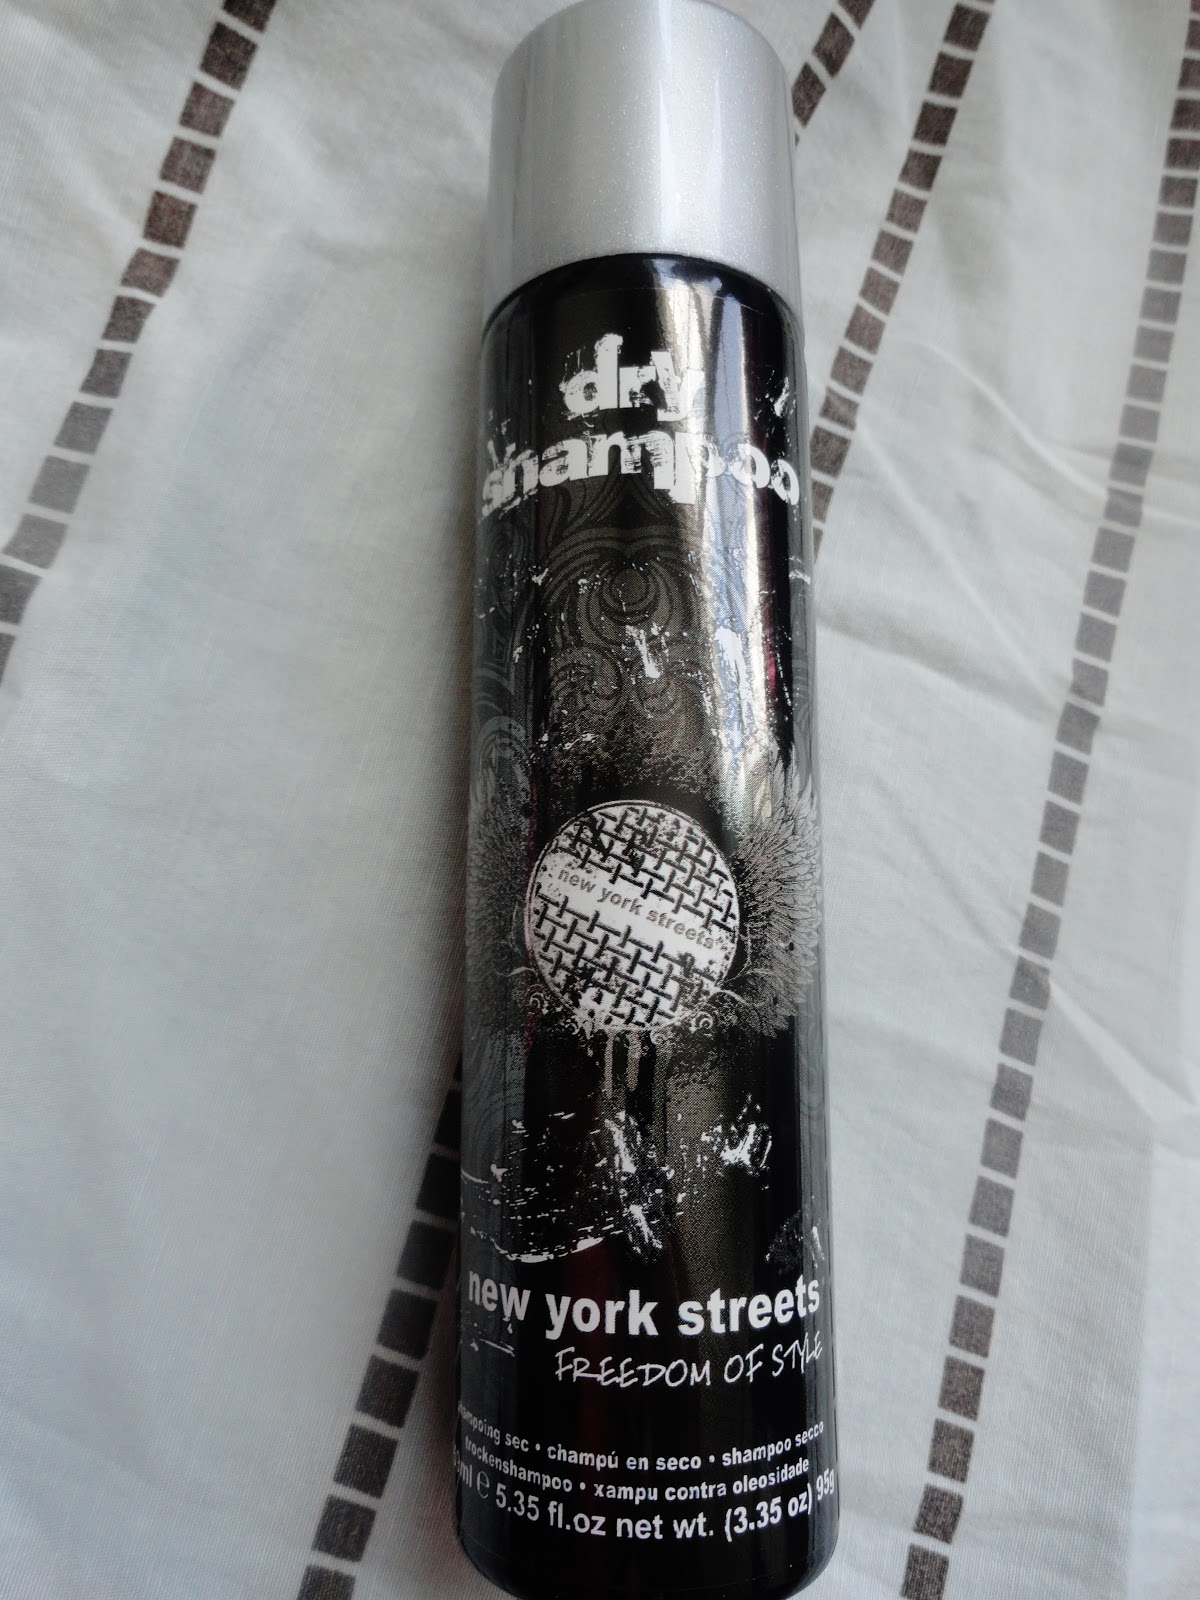 dry
shampoo
new york streets
new york streets
FREEDOM OF STYLE
sec • champú en seco • shampoo secco
trockenshampoo • xampu contra oleosidade
℮ 5.35 fl.oz net wt. (3.35 oz) 95g